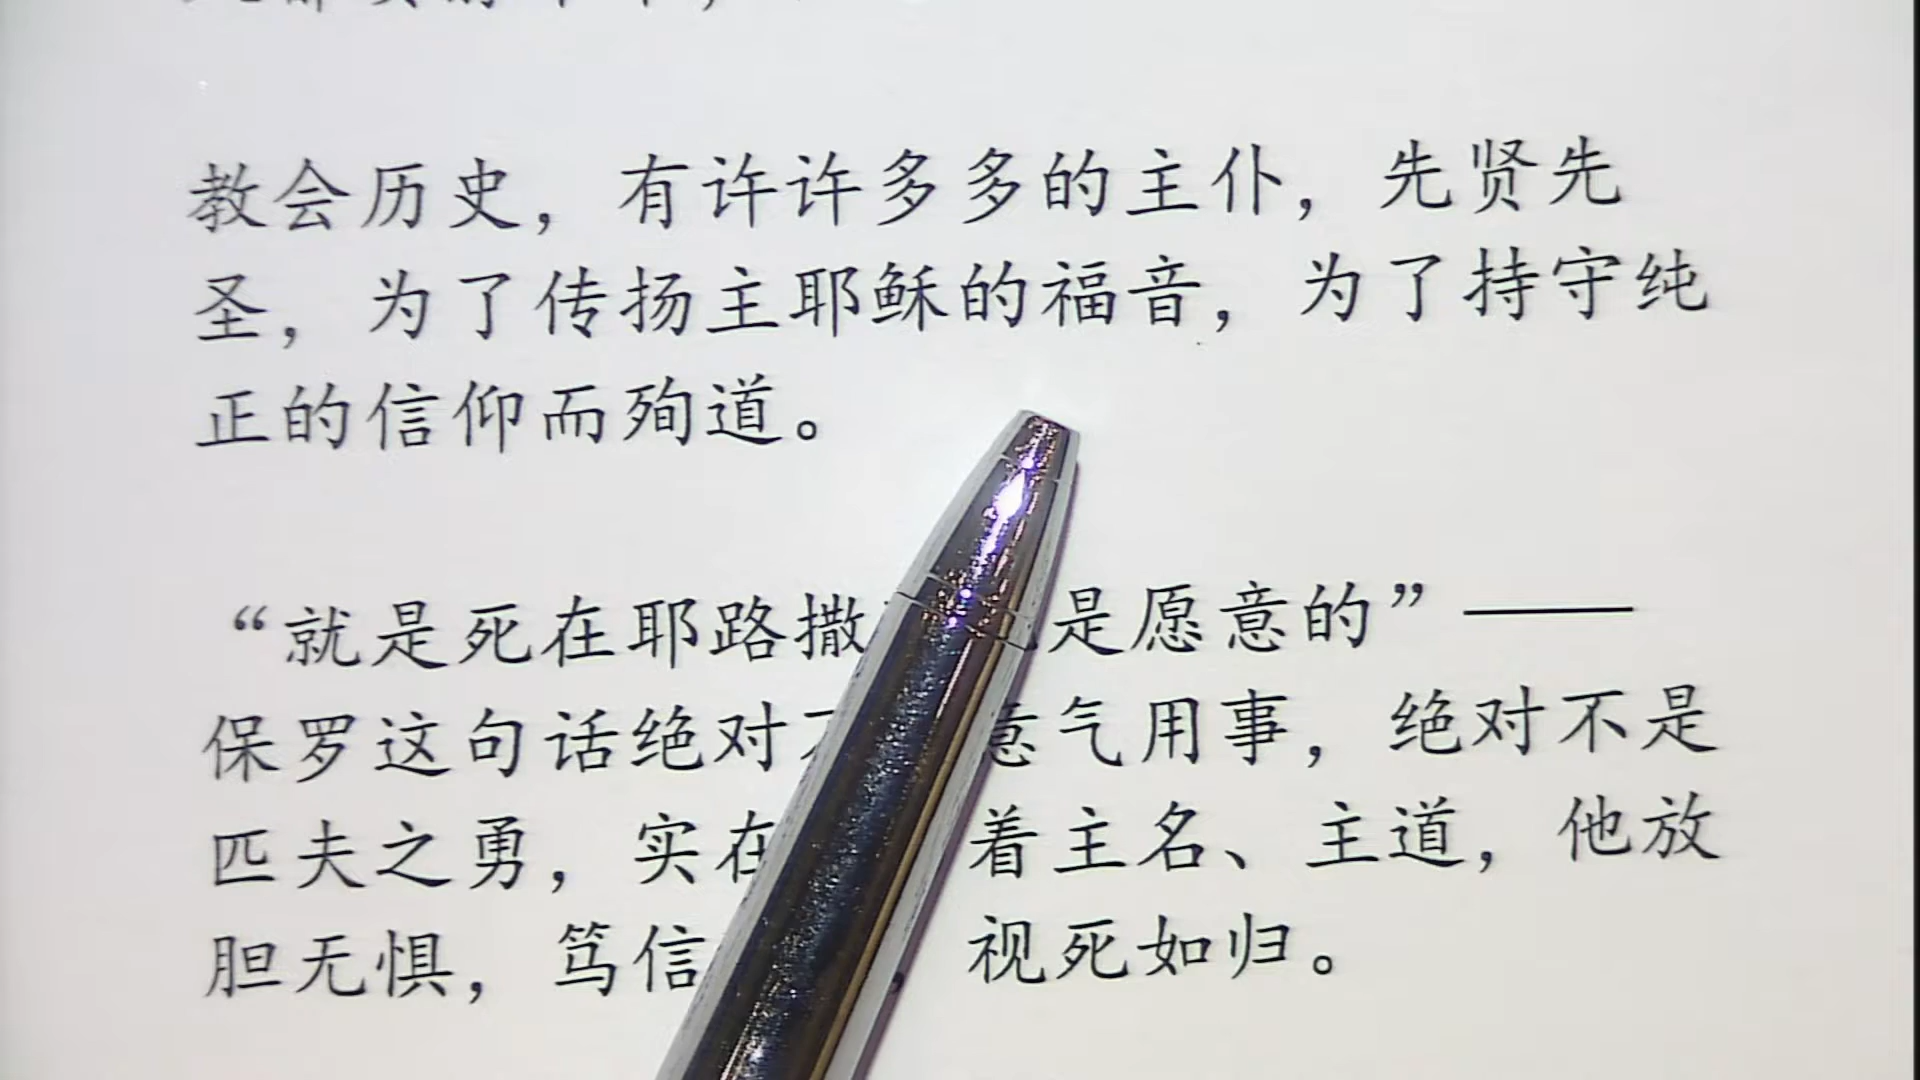 教会历史，有许许多多的主仆，先贤先
圣，为了传扬主耶稣的福音，为了持守纯
正的信仰而殉道。
“就是死在耶路撒 是愿意的”——
保罗这句话绝对 意气用事，绝对不是
匹夫之勇，实在 着主名、主道，他放
胆无惧，笃信 ，视死如归。